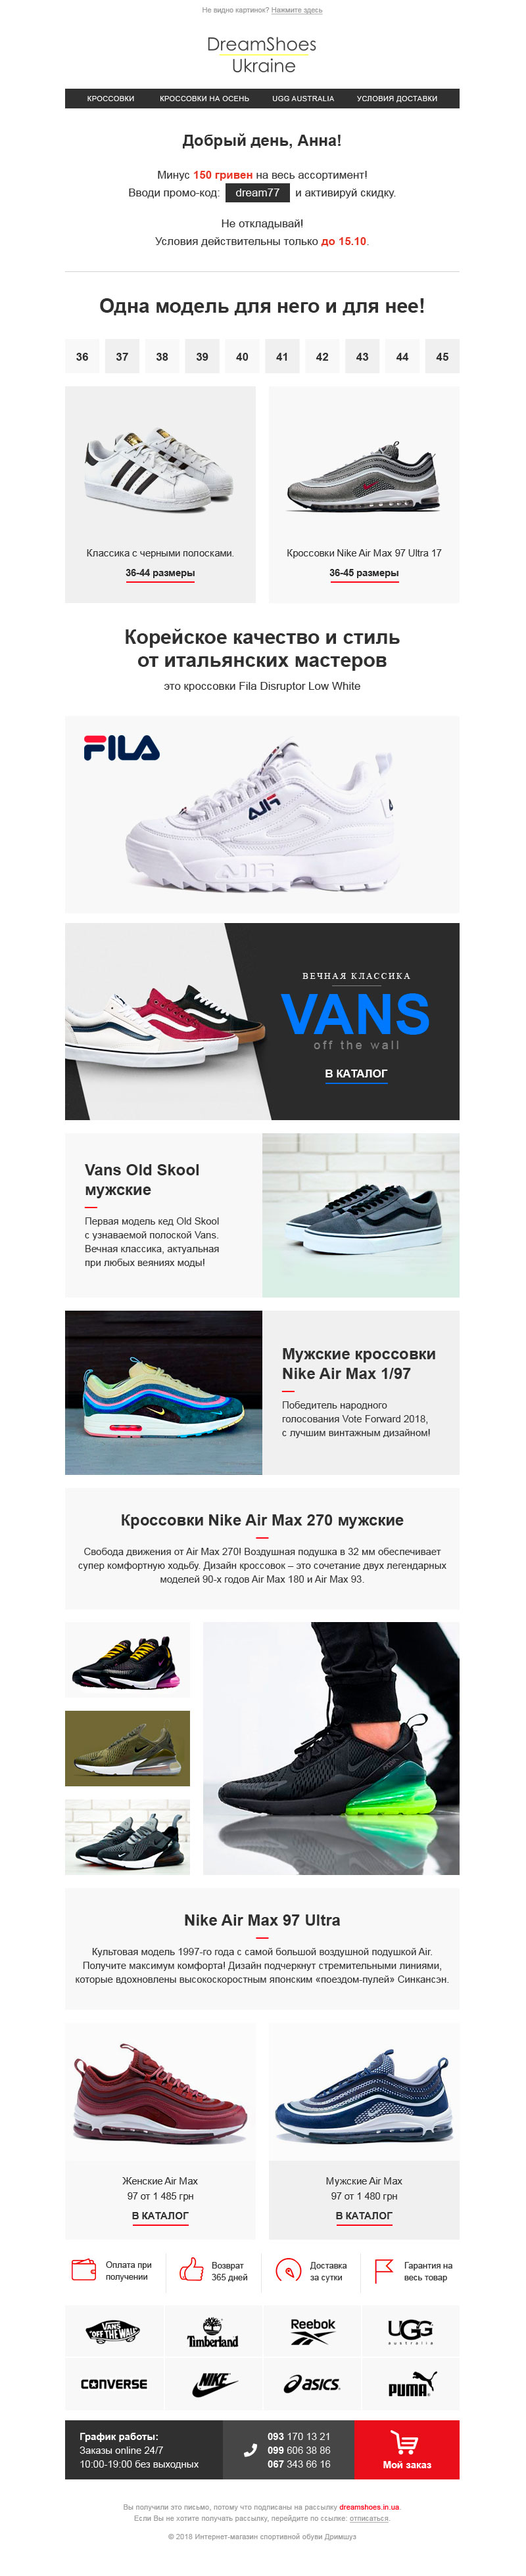 Не видно картинок? Нажмите здесь
DreamShoes
Ukraine
КРОССОВКИ КРОССОВКИ НА ОСЕНЬ UGG AUSTRALIA УСЛОВИЯ ДОСТАВКИ
Добрый день, Анна!
Минус 150 гривен на весь ассортимент!
Вводи промо-код: dream77 и активируй скидку.
Не откладывай!
Условия действительны только до 15.10.
Одна модель для него и для нее!
36 37 38 39 40 41 42 43 44 45
Классика с черными полосками.
36-44 размеры
Кроссовки Nike Air Max 97 Ultra 17
36-45 размеры
Корейское качество и стиль
от итальянских мастеров
это кроссовки Fila Disruptor Low White
FILA
FILA
ВЕЧНАЯ КЛАССИКА
VANS
off the wall
В КАТАЛОГ
Vans Old Skool
мужские
Первая модель кед Old Skool
с узнаваемой полоской Vans.
Вечная классика, актуальная
при любых веяниях моды!
Мужские кроссовки
Nike Air Max 1/97
Победитель народного
голосования Vote Forward 2018,
с лучшим винтажным дизайном!
Кроссовки Nike Air Max 270 мужские
Свобода движения от Air Max 270! Воздушная подушка в 32 мм обеспечивает
супер комфортную ходьбу. Дизайн кроссовок – это сочетание двух легендарных
моделей 90-х годов Air Max 180 и Air Max 93.
Nike Air Max 97 Ultra
Культовая модель 1997-го года с самой большой воздушной подушкой Air.
Получите максимум комфорта! Дизайн подчеркнут стремительными линиями,
которые вдохновлены высокоскоростным японским «поездом-пулей» Синкансэн.
Женские Air Max
97 от 1 485 грн
В КАТАЛОГ
Мужские Air Max
97 от 1 480 грн
В КАТАЛОГ
Оплата при
получении
Возврат
365 дней
Доставка
за сутки
Гарантия на
весь товар
VANS
"OFF THE WALL"
Timberland
Reebok
UGG
australia
CONVERSE
NIKE
asics
PUMA
График работы:
Заказы online 24/7
10:00-19:00 без выходных
093 170 13 21
099 606 38 86
067 343 66 16
Мой заказ
Вы получили это письмо, потому что подписаны на рассылку dreamshoes.in.ua.
Если Вы не хотите получать рассылку, перейдите по ссылке: отписаться.
© 2018 Интернет-магазин спортивной обуви Дримшуз